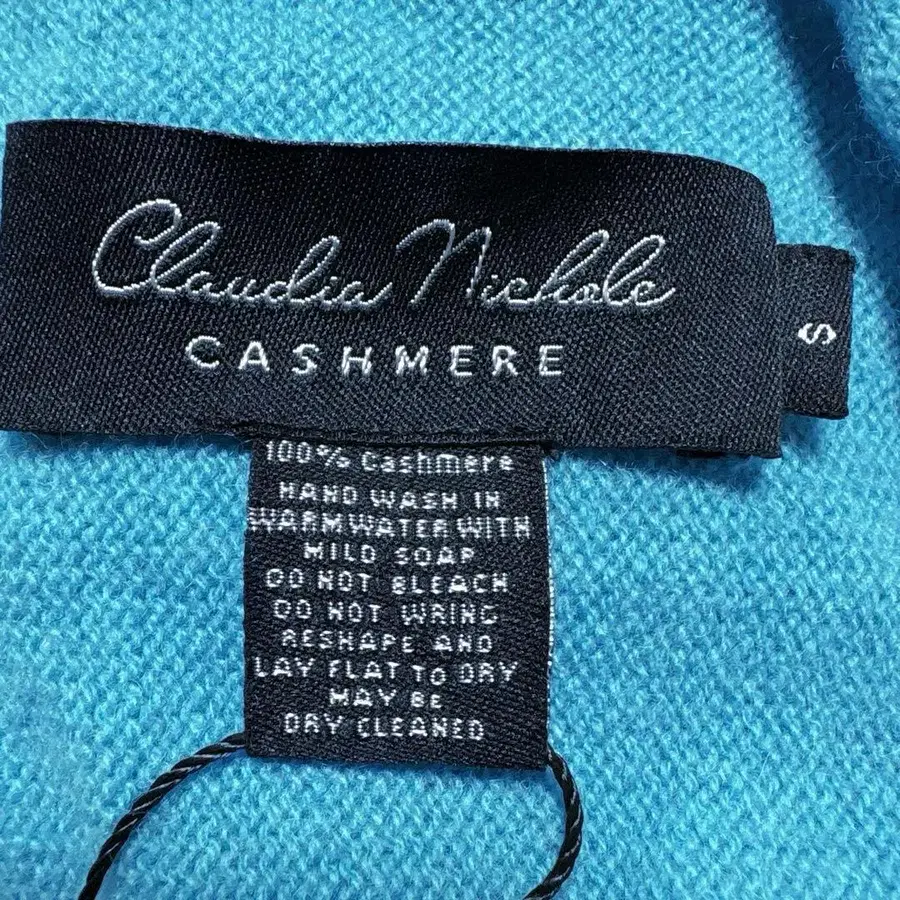 Claudia Nichole
CASHMERE
S
100% Cashmere
HAND WASH IN
WARM WATER WITH
MILD SOAP
DO NOT BLEACH
DO NOT WRING
RESHAPE AND
LAY FLAT TO DRY
MAY BE
DRY CLEANED